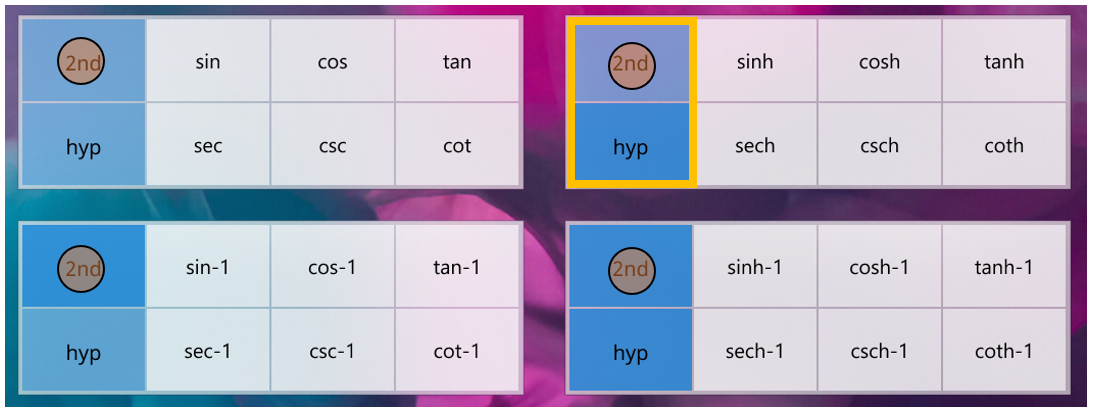 2nd sin cos tan
hyp sec csc cot
2nd sinh cosh tanh
hyp sech csch coth
2nd sin-1 cos-1 tan-1
hyp sec-1 csc-1 cot-1
2nd sinh-1 cosh-1 tanh-1
hyp sech-1 csch-1 coth-1